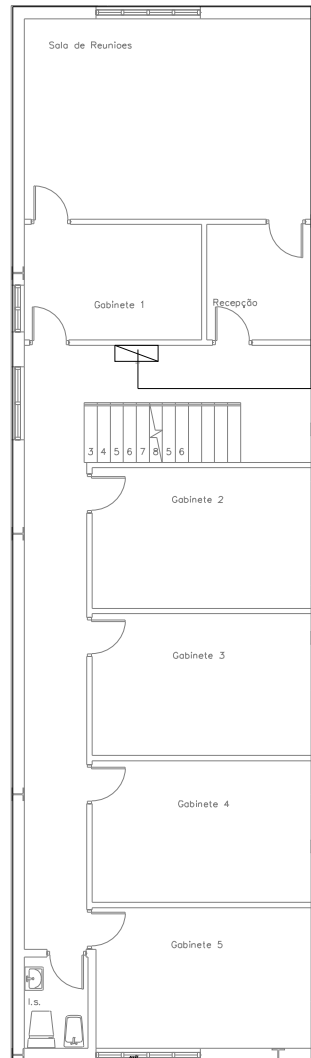 Sala de Reunioes
Gabinete 1
Recepção
3 4 5 6 7 8 5 6
Gabinete 2
Gabinete 3
Gabinete 4
Gabinete 5
I.s.